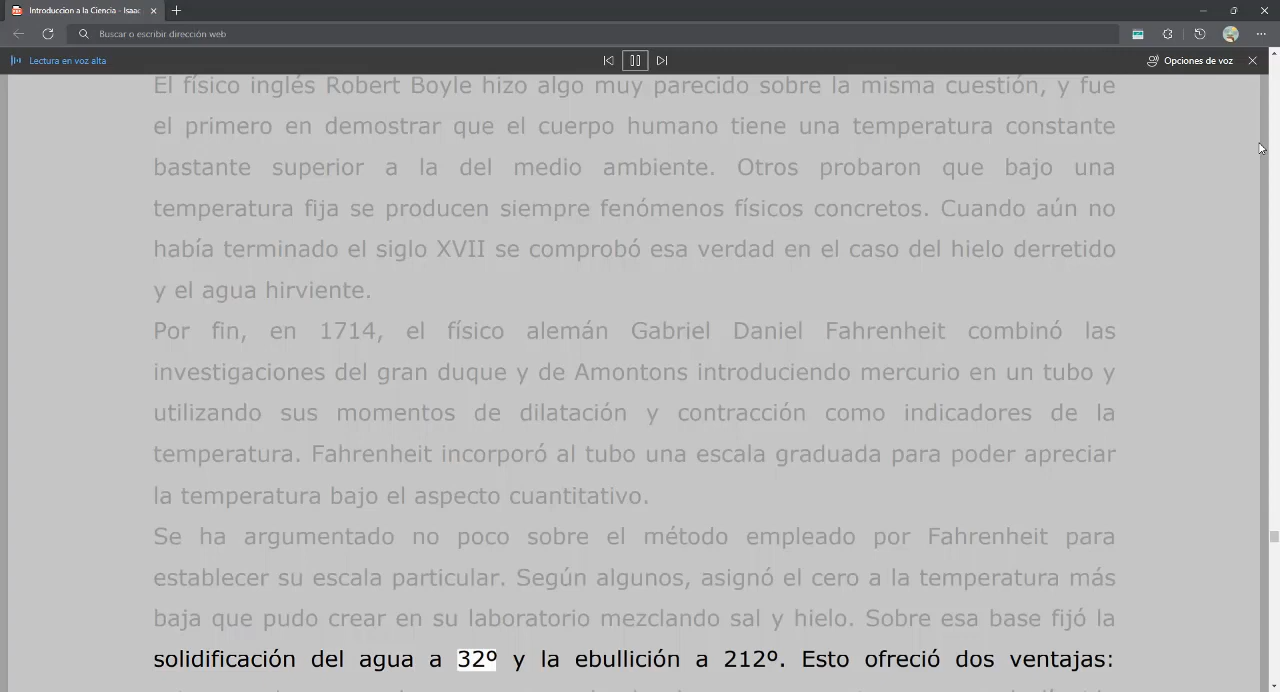 Introduccion a la Ciencia - Isaac
Buscar o escribir dirección web
Lectura en voz alta
Opciones de voz
El físico inglés Robert Boyle hizo algo muy parecido sobre la misma cuestión, y fue
el primero en demostrar que el cuerpo humano tiene una temperatura constante
bastante superior a la del medio ambiente. Otros probaron que bajo una
temperatura fija se producen siempre fenómenos físicos concretos. Cuando aún no
había terminado el siglo XVII se comprobó esa verdad en el caso del hielo derretido
y el agua hirviente.
Por fin, en 1714, el físico alemán Gabriel Daniel Fahrenheit combinó las
investigaciones del gran duque y de Amontons introduciendo mercurio en un tubo y
utilizando sus momentos de dilatación y contracción como indicadores de la
temperatura. Fahrenheit incorporó al tubo una escala graduada para poder apreciar
la temperatura bajo el aspecto cuantitativo.
Se ha argumentado no poco sobre el método empleado por Fahrenheit para
establecer su escala particular. Según algunos, asignó el cero a la temperatura más
baja que pudo crear en su laboratorio mezclando sal y hielo. Sobre esa base fijó la
solidificación del agua a 32º y la ebullición a 212º. Esto ofreció dos ventajas: